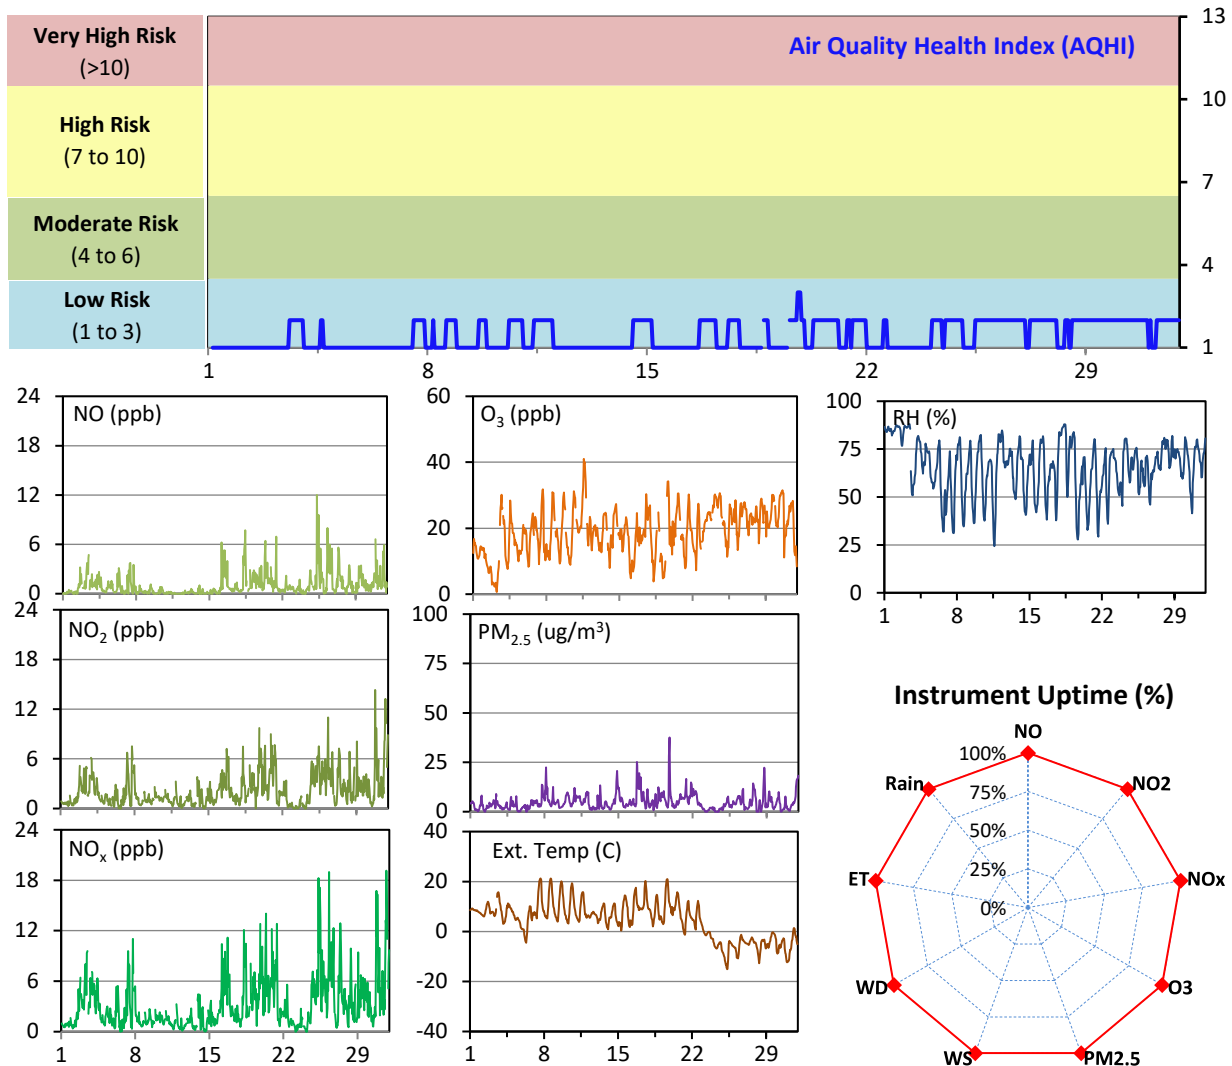 Very High Risk
(>10)
High Risk
(7 to 10)
Moderate Risk
(4 to 6)
Low Risk
(1 to 3)
Air Quality Health Index (AQHI)
13
10
7
4
1
1 8 15 22 29
NO (ppb)
24
18
12
6
0
O3 (ppb)
60
40
20
0
RH (%)
100
75
50
25
0
1 8 15 22 29
NO2 (ppb)
24
18
12
6
0
PM2.5 (ug/m³)
100
75
50
25
0
NOx (ppb)
24
18
12
6
0
1 8 15 22 29
Ext. Temp (C)
40
20
0
-20
-40
1 8 15 22 29
Instrument Uptime (%)
NO
NO2
NOx
O3
PM2.5
WS
WD
ET
Rain
100%
75%
50%
25%
0%